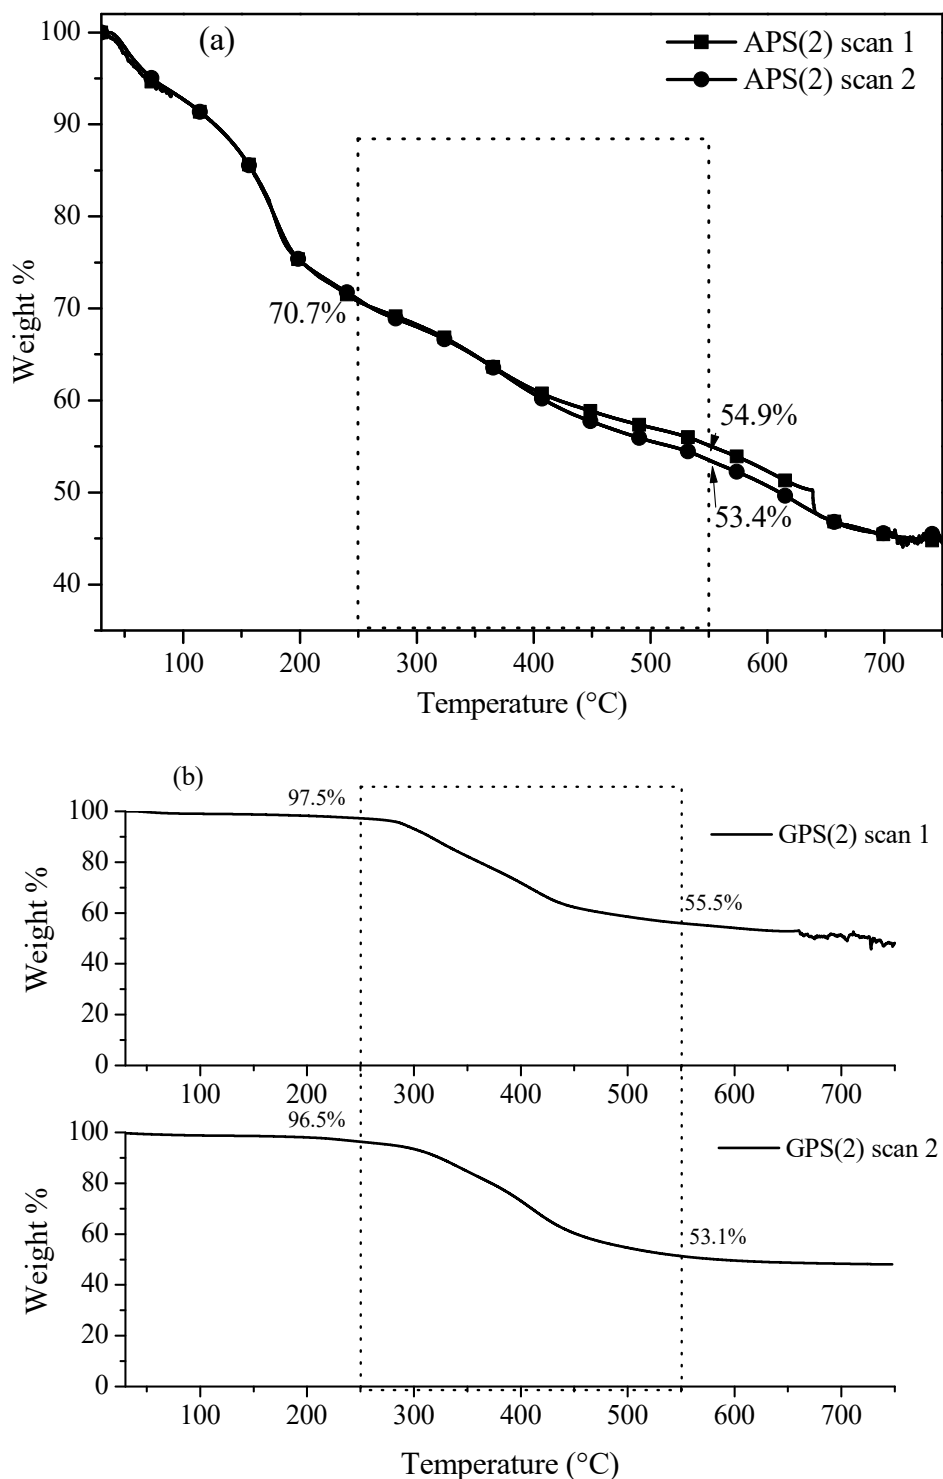 (a)
APS(2) scan 1
APS(2) scan 2
100
90
80
70
60
50
40
Weight %
70.7%
54.9%
53.4%
100 200 300 400 500 600 700
Temperature (°C)
(b)
97.5%
GPS(2) scan 1
55.5%
100
80
60
40
20
0
Weight %
100 200 300 400 500 600 700
96.5%
GPS(2) scan 2
53.1%
100
80
60
40
20
0
Weight %
100 200 300 400 500 600 700
Temperature (°C)